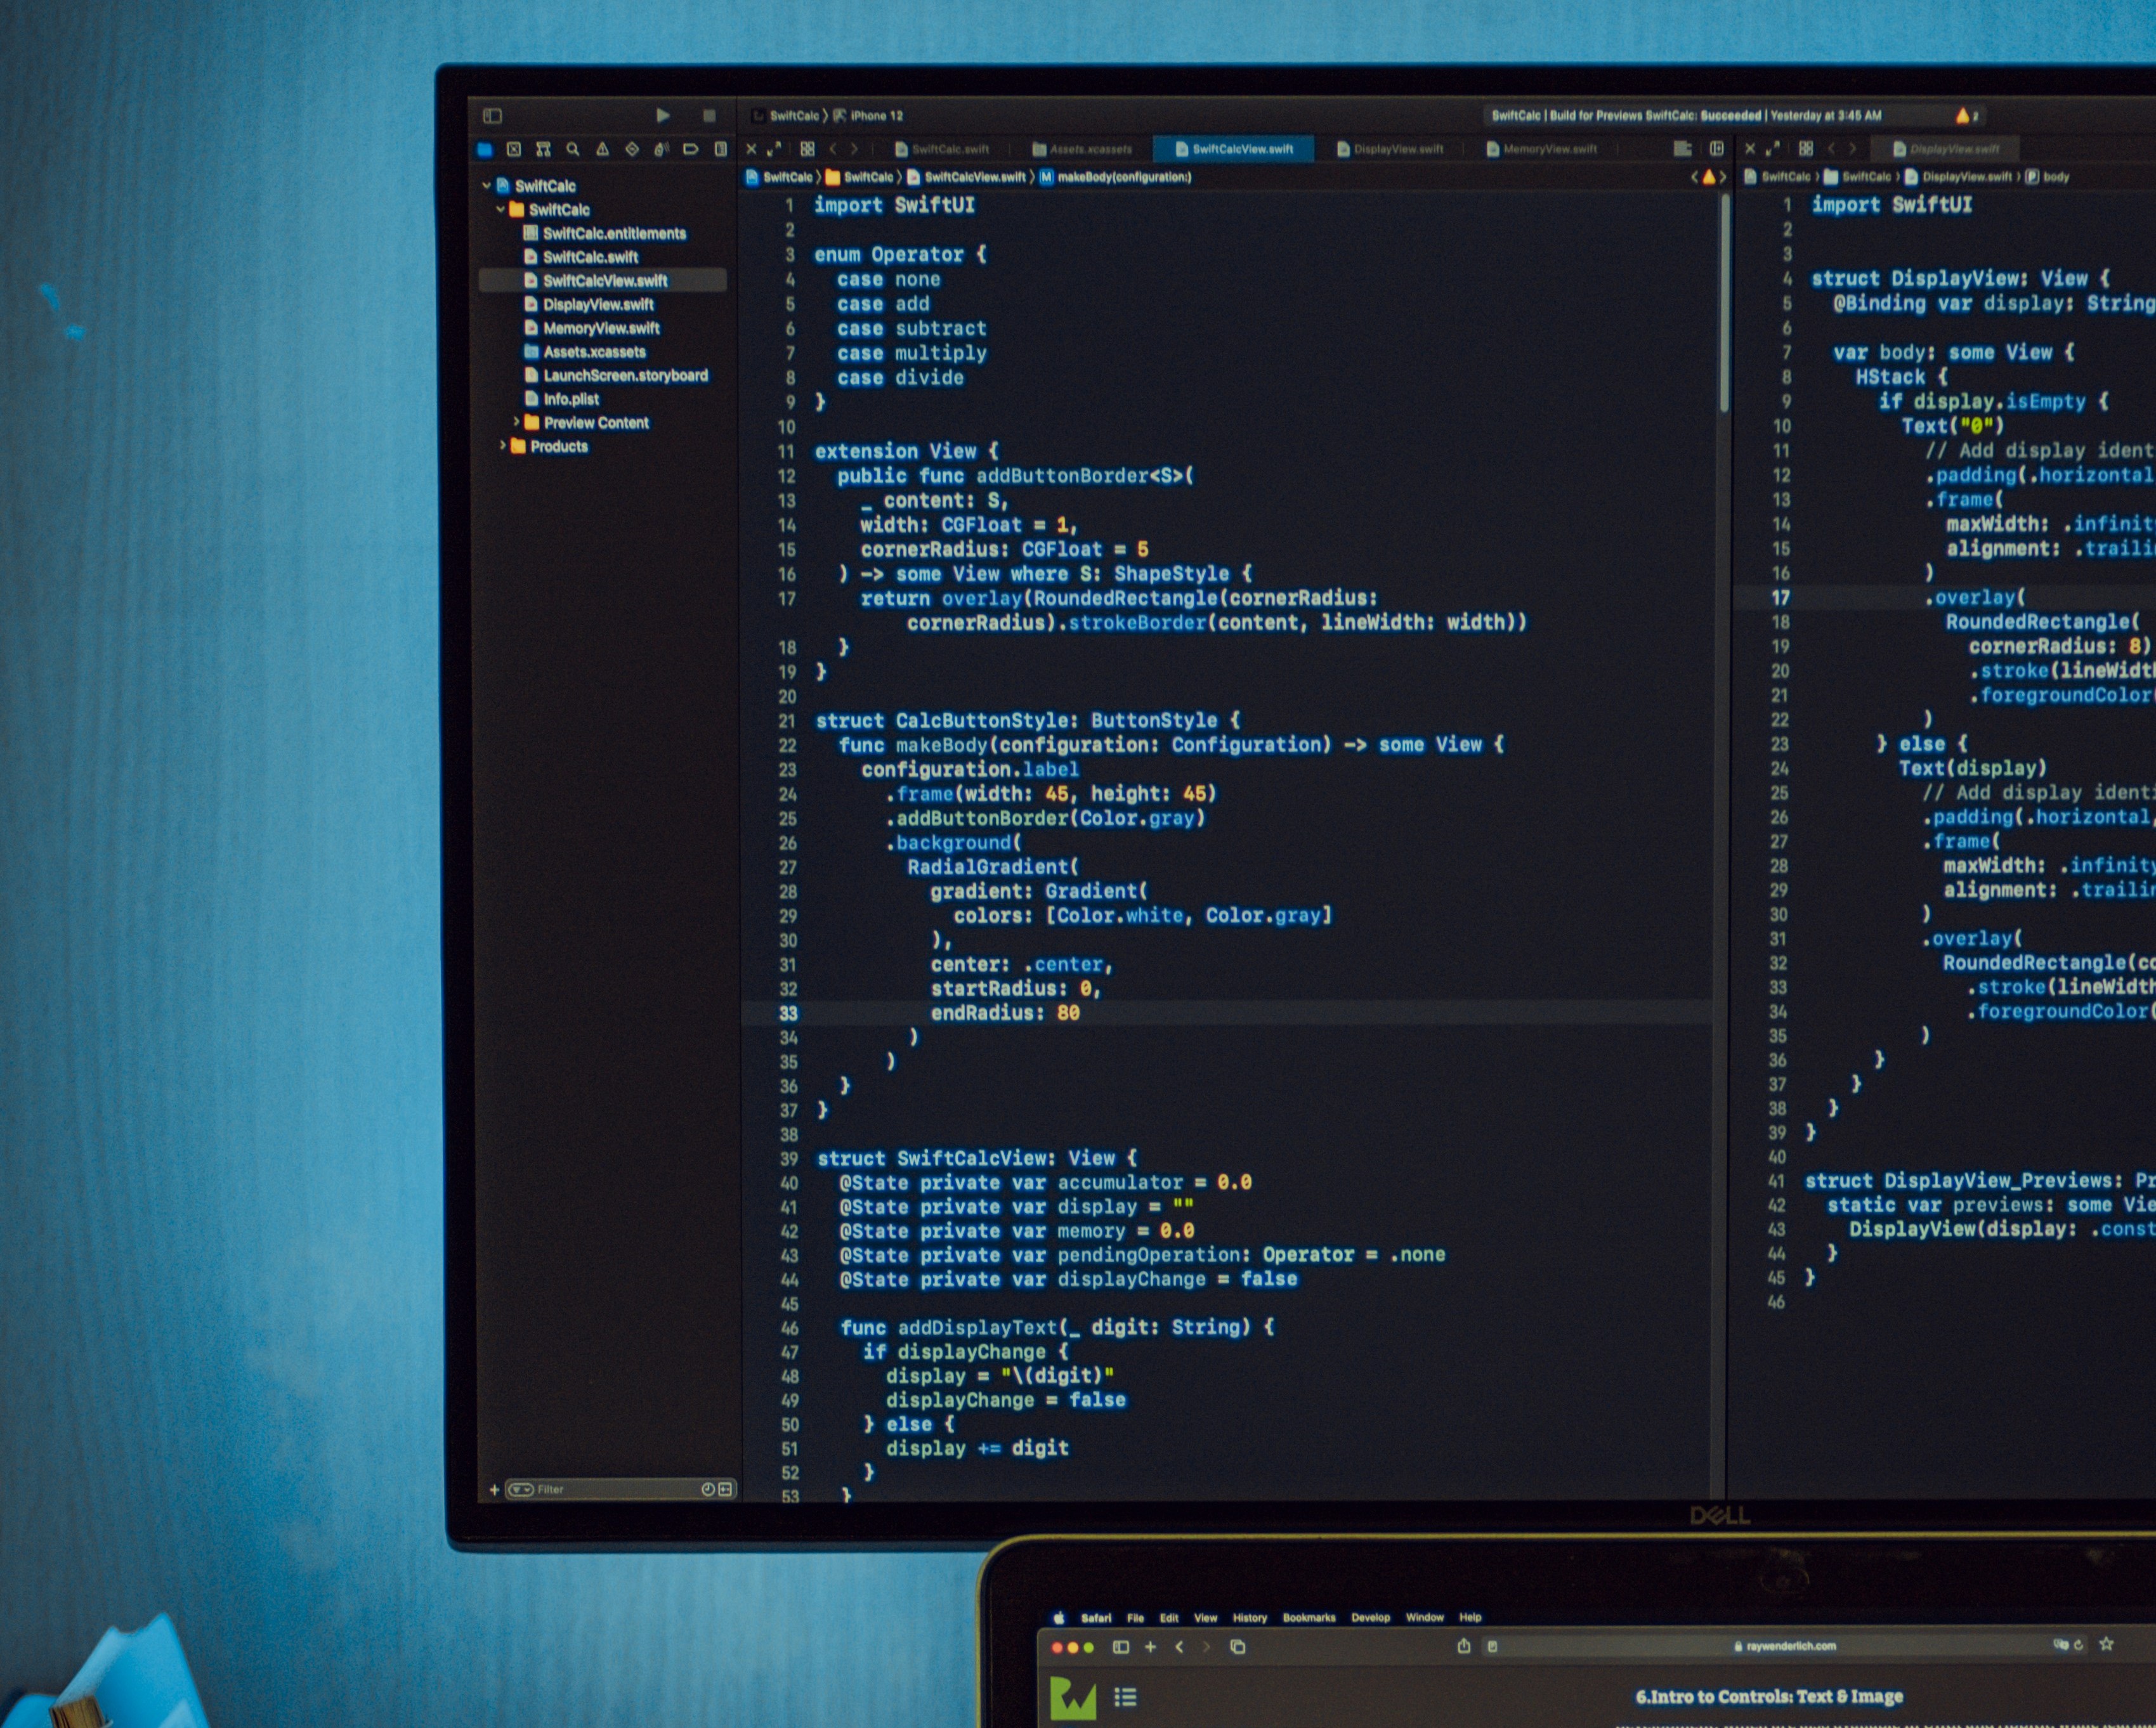 SwiftCalc 〉 iPhone 12
SwiftCalc | Build for Previews SwiftCalc: Succeeded | Yesterday at 3:45 AM
2
SwiftCalc.swift
Assets.xcassets
SwiftCalcView.swift
DisplayView.swift
MemoryView.swift
DisplayView.swift
SwiftCalc 〉 SwiftCalc 〉 SwiftCalcView.swift 〉 M makeBody(configuration:)
SwiftCalc 〉 SwiftCalc 〉 DisplayView.swift 〉 P body
SwiftCalc
SwiftCalc
SwiftCalc.entitlements
SwiftCalc.swift
SwiftCalcView.swift
DisplayView.swift
MemoryView.swift
Assets.xcassets
LaunchScreen.storyboard
Info.plist
Preview Content
Products
Filter
1 import SwiftUI
2
3 enum Operator {
4 case none
5 case add
6 case subtract
7 case multiply
8 case divide
9 }
10
11 extension View {
12 public func addButtonBorder<S>(
13 _ content: S,
14 width: CGFloat = 1,
15 cornerRadius: CGFloat = 5
16 ) -> some View where S: ShapeStyle {
17 return overlay(RoundedRectangle(cornerRadius:
cornerRadius).strokeBorder(content, lineWidth: width))
18 }
19 }
20
21 struct CalcButtonStyle: ButtonStyle {
22 func makeBody(configuration: Configuration) -> some View {
23 configuration.label
24 .frame(width: 45, height: 45)
25 .addButtonBorder(Color.gray)
26 .background(
27 RadialGradient(
28 gradient: Gradient(
29 colors: [Color.white, Color.gray]
30 ),
31 center: .center,
32 startRadius: 0,
33 endRadius: 80
34 )
35 )
36 }
37 }
38
39 struct SwiftCalcView: View {
40 @State private var accumulator = 0.0
41 @State private var display = ""
42 @State private var memory = 0.0
43 @State private var pendingOperation: Operator = .none
44 @State private var displayChange = false
45
46 func addDisplayText(_ digit: String) {
47 if displayChange {
48 display = "\(digit)"
49 displayChange = false
50 } else {
51 display += digit
52 }
53 }
1 import SwiftUI
2
3
4 struct DisplayView: View {
5 @Binding var display: String
6
7 var body: some View {
8 HStack {
9 if display.isEmpty {
10 Text("0")
11 // Add display ident
12 .padding(.horizontal
13 .frame(
14 maxWidth: .infinit
15 alignment: .traili
16 )
17 .overlay(
18 RoundedRectangle(
19 cornerRadius: 8)
20 .stroke(lineWidth
21 .foregroundColor(
22 )
23 } else {
24 Text(display)
25 // Add display identi
26 .padding(.horizontal,
27 .frame(
28 maxWidth: .infinity
29 alignment: .trailin
30 )
31 .overlay(
32 RoundedRectangle(co
33 .stroke(lineWidth
34 .foregroundColor(
35 )
36 }
37 }
38 }
39 }
40
41 struct DisplayView_Previews: Pr
42 static var previews: some Vie
43 DisplayView(display: .const
44 }
45 }
46
DELL
Safari File Edit View History Bookmarks Develop Window Help
raywenderlich.com
6.Intro to Controls: Text & Image